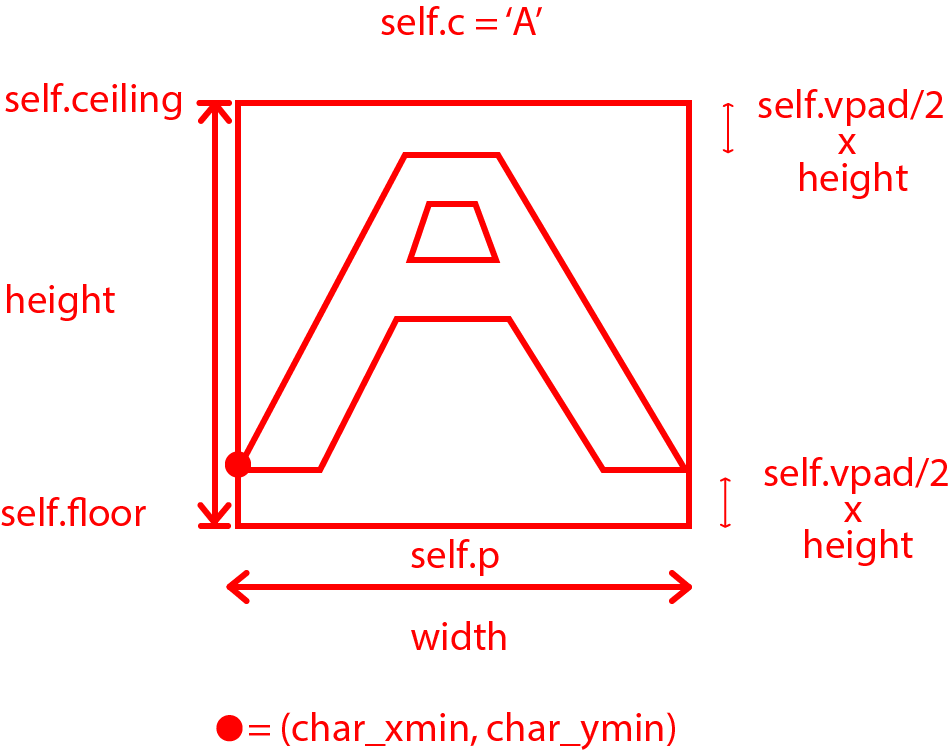 self.c = ‘A’
self.ceiling
self.vpad/2
x
height
A
height
self.vpad/2
x
height
self.floor
self.p
width
= (char_xmin, char_ymin)